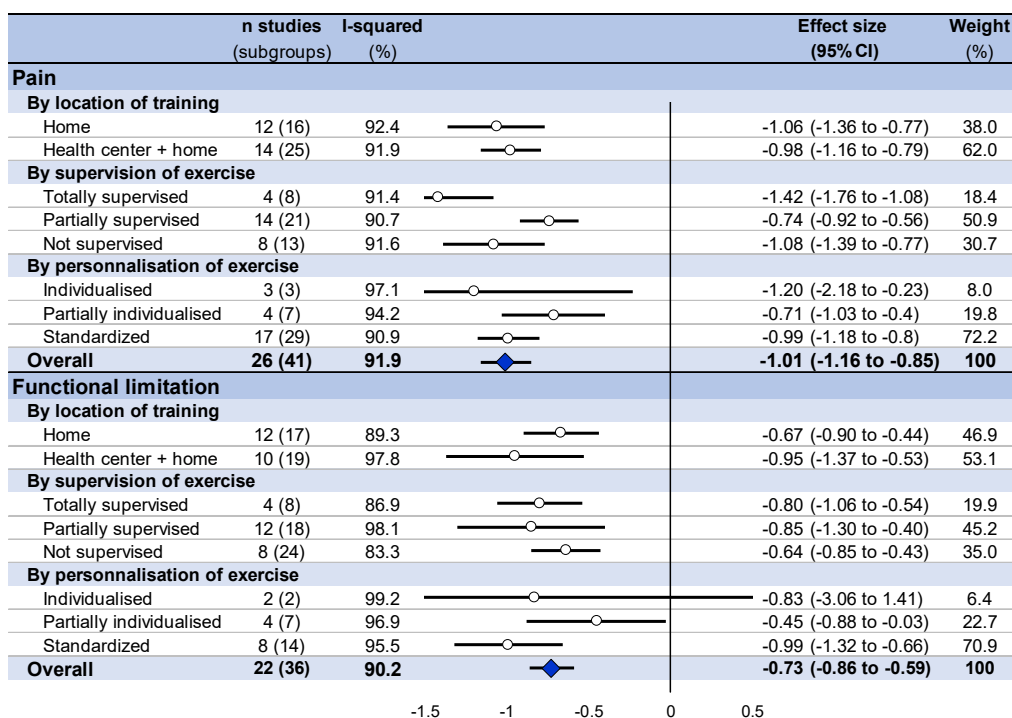 n studies I-squared Effect size Weight
(subgroups) (%) (95% CI) (%)
Pain
By location of training
Home 12 (16) 92.4 -1.06 (-1.36 to -0.77) 38.0
Health center + home 14 (25) 91.9 -0.98 (-1.16 to -0.79) 62.0
By supervision of exercise
Totally supervised 4 (8) 91.4 -1.42 (-1.76 to -1.08) 18.4
Partially supervised 14 (21) 90.7 -0.74 (-0.92 to -0.56) 50.9
Not supervised 8 (13) 91.6 -1.08 (-1.39 to -0.77) 30.7
By personnalisation of exercise
Individualised 3 (3) 97.1 -1.20 (-2.18 to -0.23) 8.0
Partially individualised 4 (7) 94.2 -0.71 (-1.03 to -0.4) 19.8
Standardized 17 (29) 90.9 -0.99 (-1.18 to -0.8) 72.2
Overall 26 (41) 91.9 -1.01 (-1.16 to -0.85) 100
Functional limitation
By location of training
Home 12 (17) 89.3 -0.67 (-0.90 to -0.44) 46.9
Health center + home 10 (19) 97.8 -0.95 (-1.37 to -0.53) 53.1
By supervision of exercise
Totally supervised 4 (8) 86.9 -0.80 (-1.06 to -0.54) 19.9
Partially supervised 12 (18) 98.1 -0.85 (-1.30 to -0.40) 45.2
Not supervised 8 (24) 83.3 -0.64 (-0.85 to -0.43) 35.0
By personnalisation of exercise
Individualised 2 (2) 99.2 -0.83 (-3.06 to 1.41) 6.4
Partially individualised 4 (7) 96.9 -0.45 (-0.88 to -0.03) 22.7
Standardized 8 (14) 95.5 -0.99 (-1.32 to -0.66) 70.9
Overall 22 (36) 90.2 -0.73 (-0.86 to -0.59) 100
-1.5 -1 -0.5 0 0.5